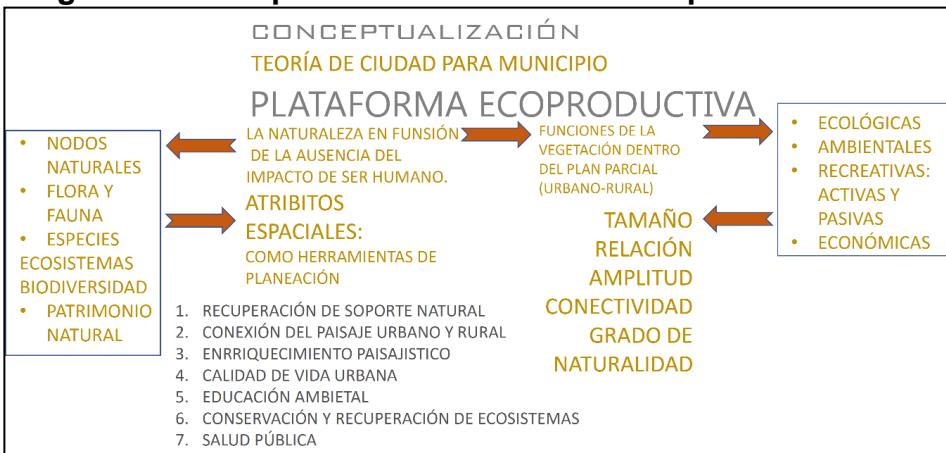 CONCEPTUALIZACIÓN
TEORÍA DE CIUDAD PARA MUNICIPIO
PLATAFORMA ECOPRODUCTIVA
• NODOS
NATURALES
• FLORA Y
FAUNA
• ESPECIES
ECOSISTEMAS
BIODIVERSIDAD
• PATRIMONIO
NATURAL
LA NATURALEZA EN FUNSIÓN
DE LA AUSENCIA DEL
IMPACTO DE SER HUMANO.
ATRIBITOS
ESPACIALES:
COMO HERRAMIENTAS DE
PLANEACIÓN
FUNCIONES DE LA
VEGETACIÓN DENTRO
DEL PLAN PARCIAL
(URBANO-RURAL)
• ECOLÓGICAS
• AMBIENTALES
• RECREATIVAS:
ACTIVAS Y
PASIVAS
• ECONÓMICAS
TAMAÑO
RELACIÓN
AMPLITUD
CONECTIVIDAD
GRADO DE
NATURALIDAD
1. RECUPERACIÓN DE SOPORTE NATURAL
2. CONEXIÓN DEL PAISAJE URBANO Y RURAL
3. ENRRIQUECIMIENTO PAISAJISTICO
4. CALIDAD DE VIDA URBANA
5. EDUCACIÓN AMBIETAL
6. CONSERVACIÓN Y RECUPERACIÓN DE ECOSISTEMAS
7. SALUD PÚBLICA